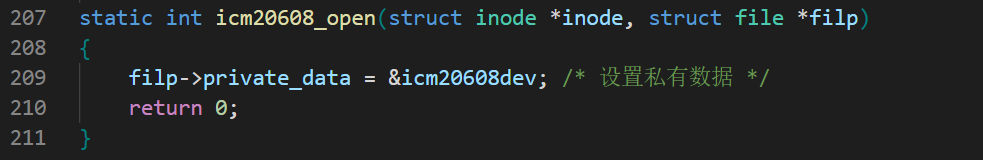 207 static int icm20608_open(struct inode *inode, struct file *filp)
208 {
209     filp->private_data = &icm20608dev; /* 设置私有数据 */
210     return 0;
211 }